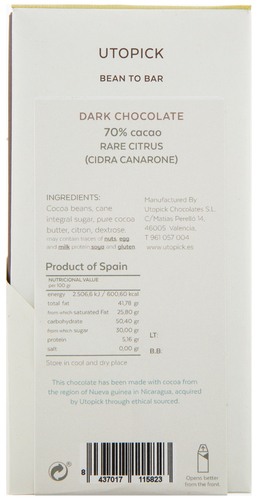 UTOPICK
BEAN TO BAR
DARK CHOCOLATE
70% cacao
RARE CITRUS
(CIDRA CANARONE)
INGREDIENTS:
Cocoa beans, cane
integral sugar, pure cocoa
butter, citron, dextrose
may contain traces of nuts, egg
and milk protein soya and gluten
Manufactured By:
Utopick Chocolates S.L.
C/Matias Perelló 14,
46005 Valencia,
T 961 057 004
www.utopick.es
Product of Spain
NUTRICIONAL VALUE
per 100 gr
energy 2.506,6 kJ / 600,60 kcal
total fat 41,78 gr
from which saturated Fat 25,80 gr
carbohydrate 50,40 gr
from which sugar 30,00 gr
protein 5,16 gr
salt 0,00 gr
LT:
B.B.
Store in cool and dry place
This chocolate has been made with cacao from
the region of Nueva guinea in Nicaragua, acquired
by Utopick through ethical sourced.
8 437017 115823
Opens better
from the front